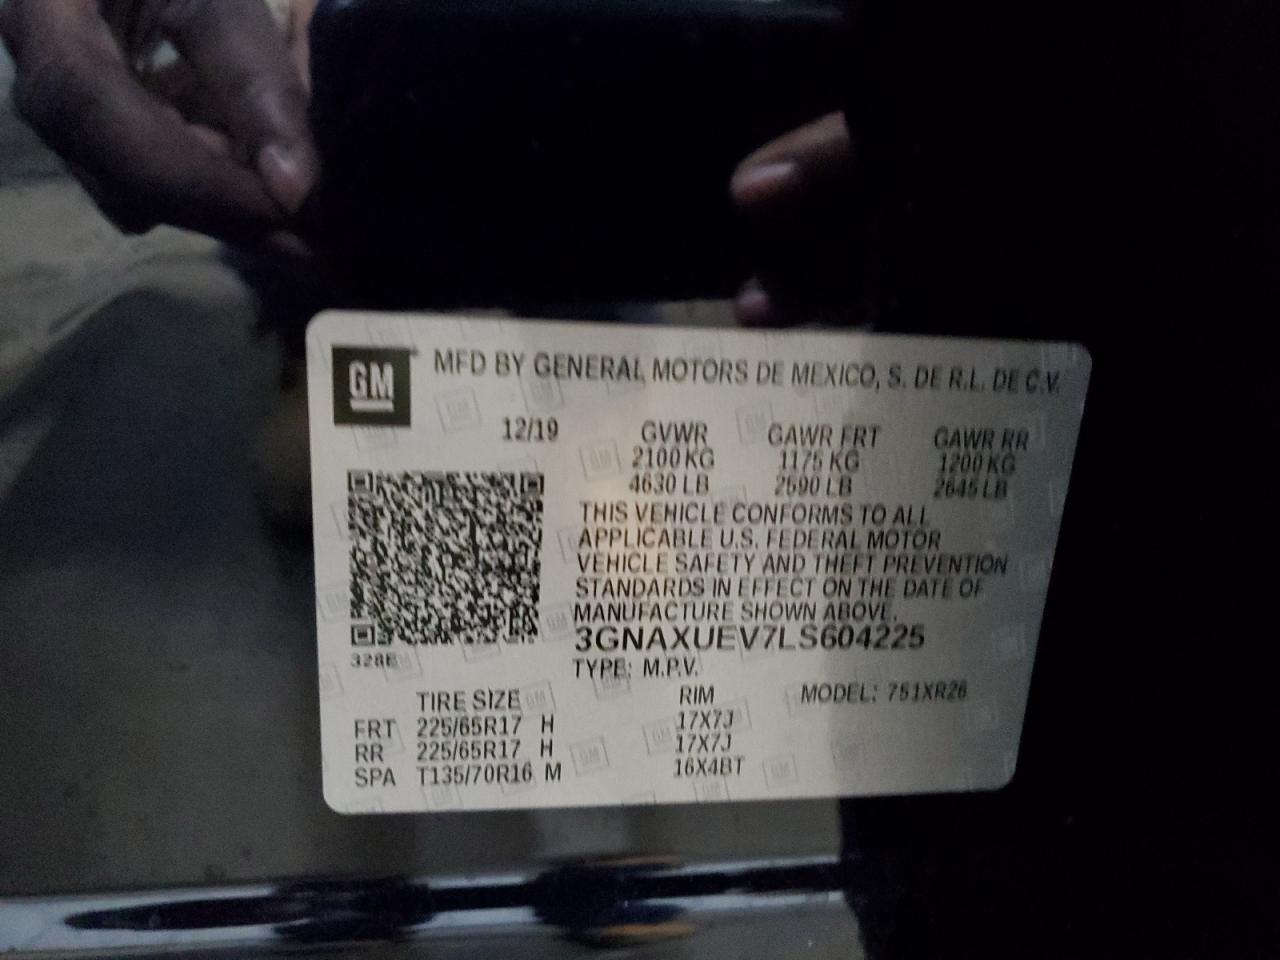 GM MFD BY GENERAL MOTORS DE MEXICO, S. DE R.L. DE C.V.
12/19 GVWR GAWR FRT GAWR RR
2100 KG 1175 KG 1200 KG
4630 LB 2590 LB 2645 LB
THIS VEHICLE CONFORMS TO ALL
APPLICABLE U.S. FEDERAL MOTOR
VEHICLE SAFETY AND THEFT PREVENTION
STANDARDS IN EFFECT ON THE DATE OF
MANUFACTURE SHOWN ABOVE.
3GNAXUEV7LS604225
328E
TYPE: M.P.V.
TIRE SIZE RIM MODEL: 751XR26
FRT 225/65R17 H 17X7J
RR 225/65R17 H 17X7J
SPA T135/70R16 M 16X4BT